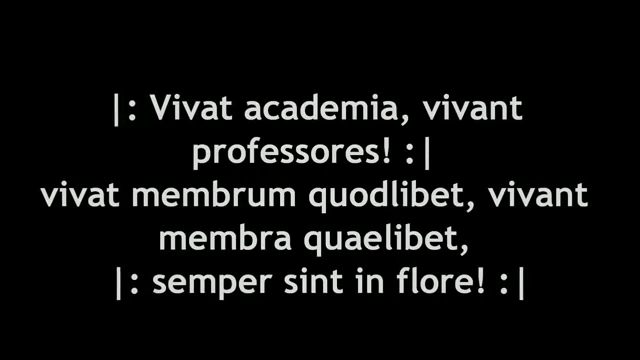 |: Vivat academia, vivant
professores! :|
vivat membrum quodlibet, vivant
membra quaelibet,
|: semper sint in flore! :|